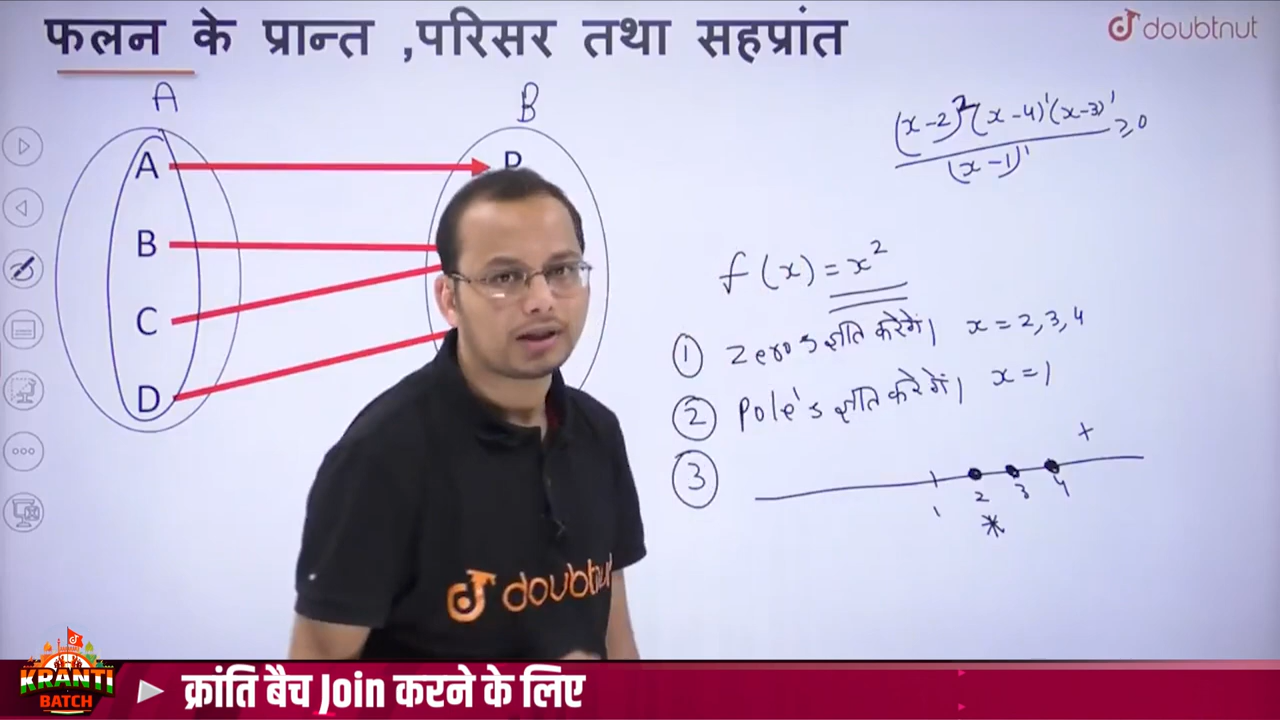 फलन के प्रान्त ,परिसर तथा सहप्रांत
doubtnut
A
B
A
B
C
D
(x-2)²(x-4)¹(x-3)¹
(x-1)¹
≥0
f(x) = x²
① Zero's ज्ञात करेंगे। x = 2, 3, 4
② Pole's ज्ञात करेंगे। x = 1
③
+
1 2 3 4
*
doubtnut
KRANTI
BATCH
क्रांति बैच Join करने के लिए